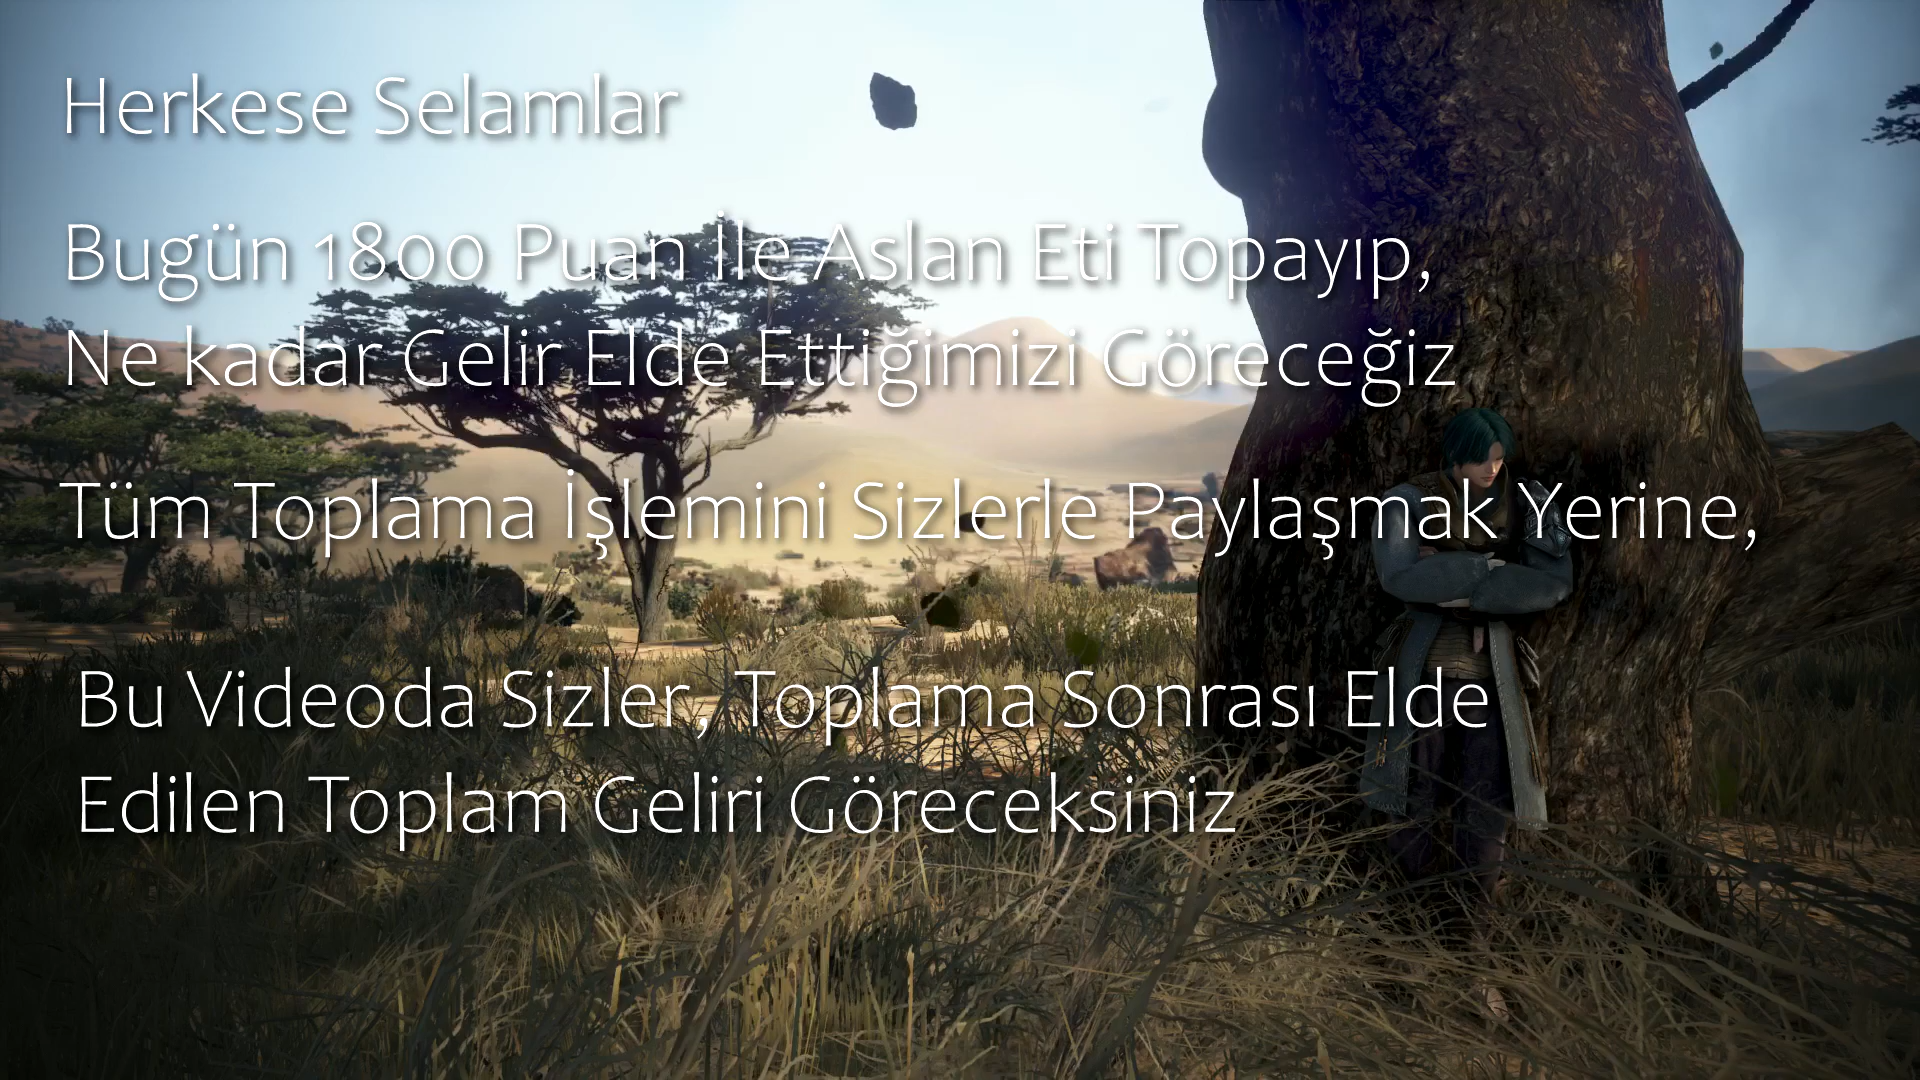 Herkese Selamlar
Bugün 1800 Puan İle Aslan Eti Topayıp,
Ne kadar Gelir Elde Ettiğimizi Göreceğiz
Tüm Toplama İşlemini Sizlerle Paylaşmak Yerine,
Bu Videoda Sizler, Toplama Sonrası Elde
Edilen Toplam Geliri Göreceksiniz